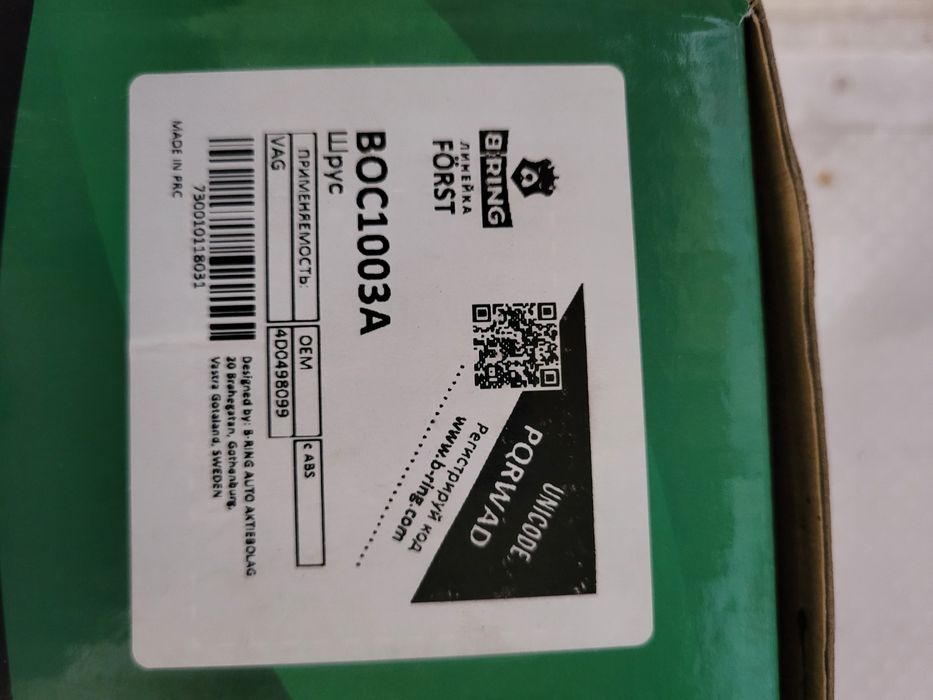 B-RING
ЛИНЕЙКА
FÖRST
BOC1003A
Шрус
ПРИМЕНЯЕМОСТЬ:
OEM
с ABS
VAG
4D0498099
7300101118031
MADE IN PRC
Designed by: B-RING AUTO AKTIEBOLAG
20 Brahegatan, Gothenburg,
Vastra Gotaland, SWEDEN
UNICODE
PQRWAD
Регистрируй код
www.b-ring.com